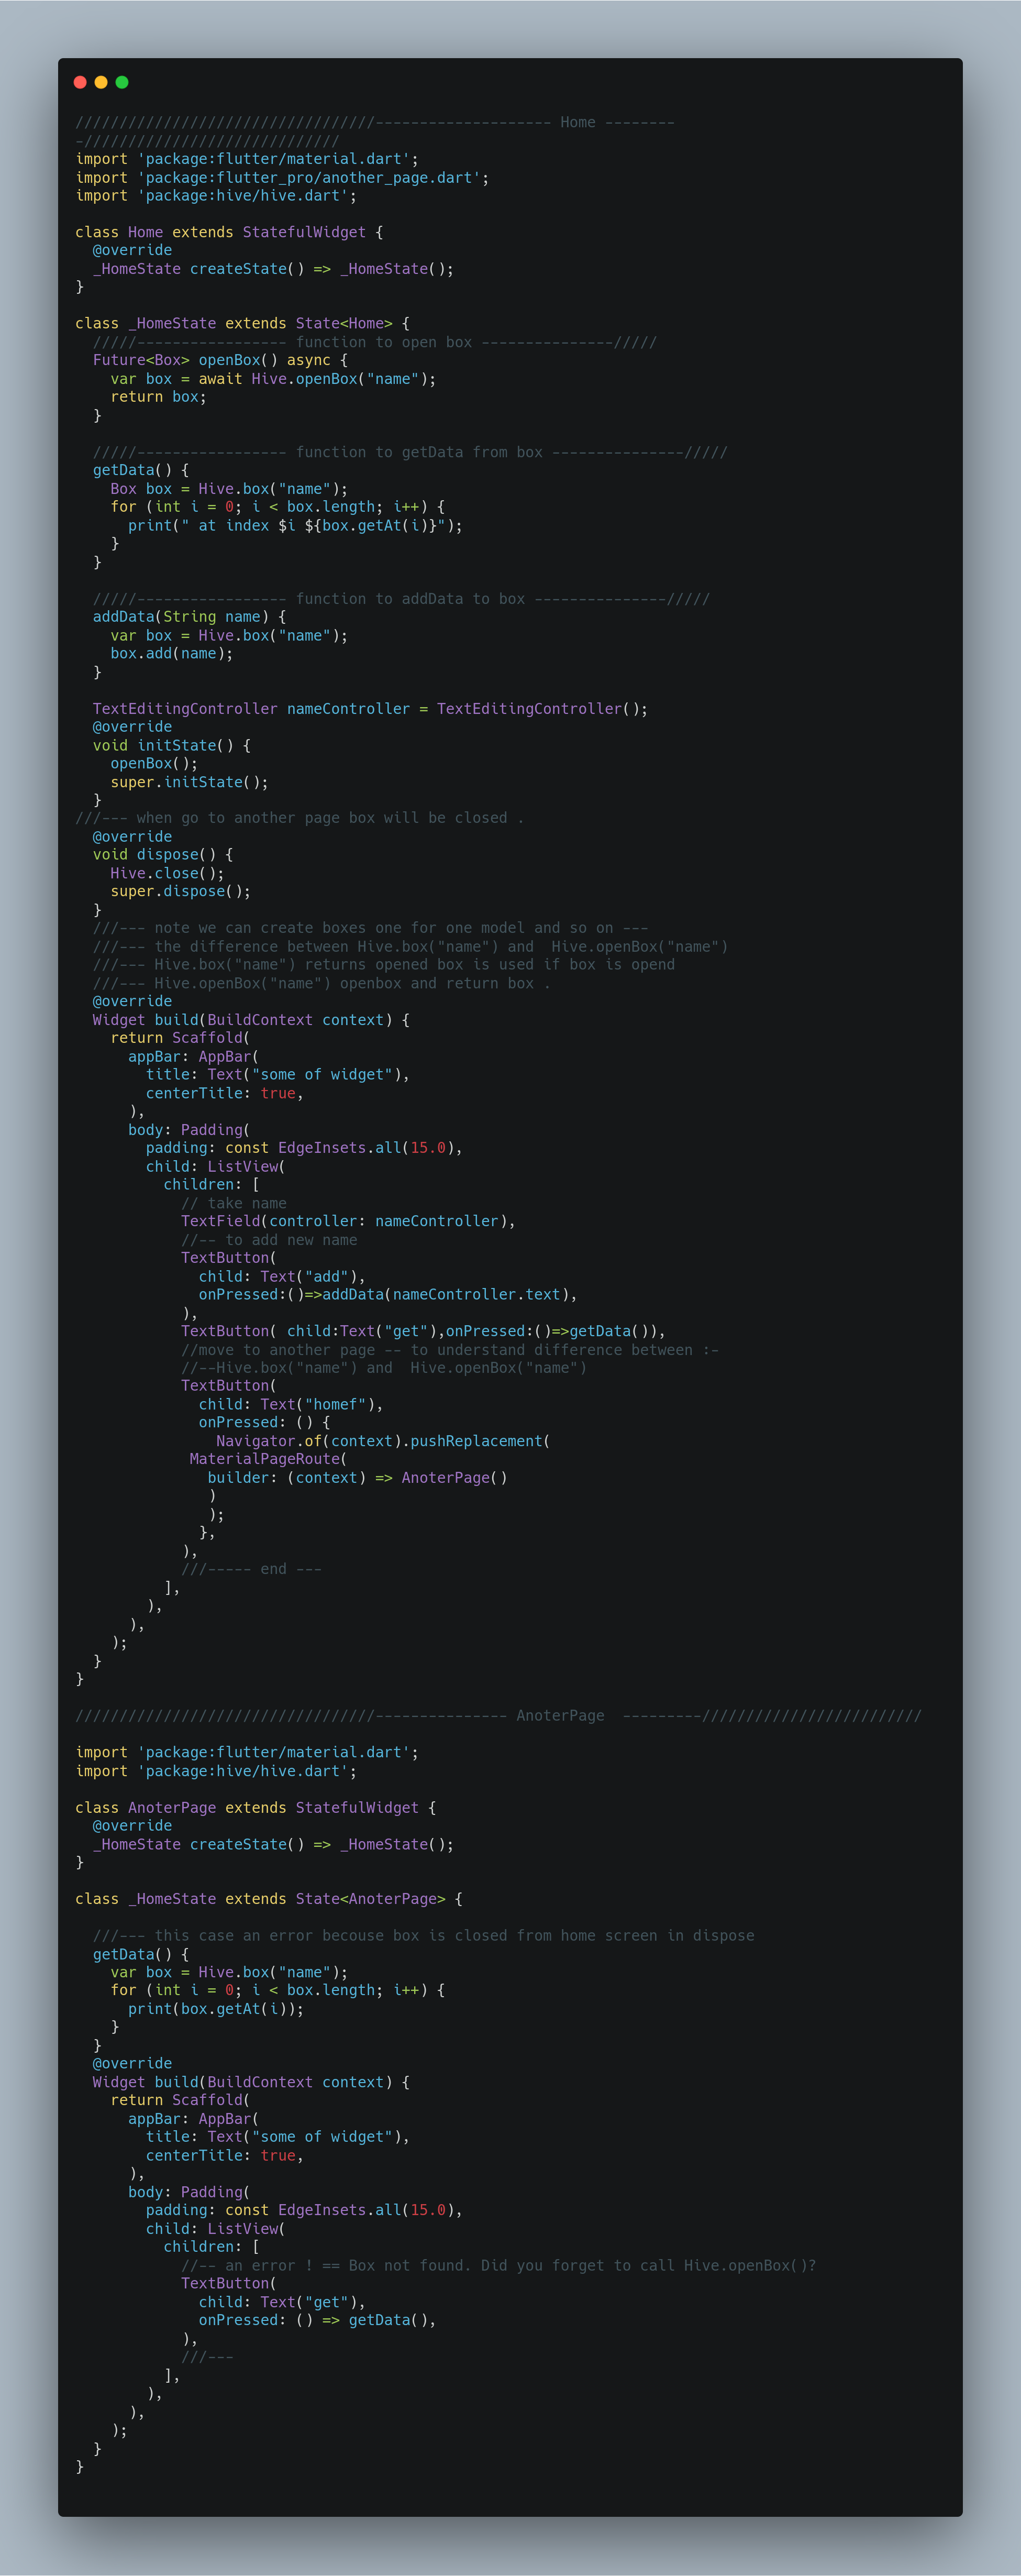 //////////////////////////////////-------------------- Home --------
-/////////////////////////////
import 'package:flutter/material.dart';
import 'package:flutter_pro/another_page.dart';
import 'package:hive/hive.dart';

class Home extends StatefulWidget {
  @override
  _HomeState createState() => _HomeState();
}

class _HomeState extends State<Home> {
  /////----------------- function to open box ---------------/////
  Future<Box> openBox() async {
    var box = await Hive.openBox("name");
    return box;
  }

  /////----------------- function to getData from box ---------------/////
  getData() {
    Box box = Hive.box("name");
    for (int i = 0; i < box.length; i++) {
      print(" at index $i ${box.getAt(i)}");
    }
  }

  /////----------------- function to addData to box ---------------/////
  addData(String name) {
    var box = Hive.box("name");
    box.add(name);
  }

  TextEditingController nameController = TextEditingController();
  @override
  void initState() {
    openBox();
    super.initState();
  }
///--- when go to another page box will be closed .
  @override
  void dispose() {
    Hive.close();
    super.dispose();
  }
  ///--- note we can create boxes one for one model and so on ---
  ///--- the difference between Hive.box("name") and  Hive.openBox("name")
  ///--- Hive.box("name") returns opened box is used if box is opend
  ///--- Hive.openBox("name") openbox and return box .
  @override
  Widget build(BuildContext context) {
    return Scaffold(
      appBar: AppBar(
        title: Text("some of widget"),
        centerTitle: true,
      ),
      body: Padding(
        padding: const EdgeInsets.all(15.0),
        child: ListView(
          children: [
            // take name
            TextField(controller: nameController),
            //-- to add new name
            TextButton(
              child: Text("add"),
              onPressed:()=>addData(nameController.text),
            ),
            TextButton( child:Text("get"),onPressed:()=>getData()),
            //move to another page -- to understand difference between :-
            //--Hive.box("name") and  Hive.openBox("name")
            TextButton(
              child: Text("homef"),
              onPressed: () {
                Navigator.of(context).pushReplacement(
             MaterialPageRoute(
               builder: (context) => AnoterPage()
               )
               );
              },
            ),
            ///----- end ---
          ],
        ),
      ),
    );
  }
}

//////////////////////////////////--------------- AnoterPage  ---------/////////////////////////

import 'package:flutter/material.dart';
import 'package:hive/hive.dart';

class AnoterPage extends StatefulWidget {
  @override
  _HomeState createState() => _HomeState();
}

class _HomeState extends State<AnoterPage> {

  ///--- this case an error becouse box is closed from home screen in dispose
  getData() {
    var box = Hive.box("name");
    for (int i = 0; i < box.length; i++) {
      print(box.getAt(i));
    }
  }
  @override
  Widget build(BuildContext context) {
    return Scaffold(
      appBar: AppBar(
        title: Text("some of widget"),
        centerTitle: true,
      ),
      body: Padding(
        padding: const EdgeInsets.all(15.0),
        child: ListView(
          children: [
            //-- an error ! == Box not found. Did you forget to call Hive.openBox()?
            TextButton(
              child: Text("get"),
              onPressed: () => getData(),
            ),
            ///---
          ],
        ),
      ),
    );
  }
}